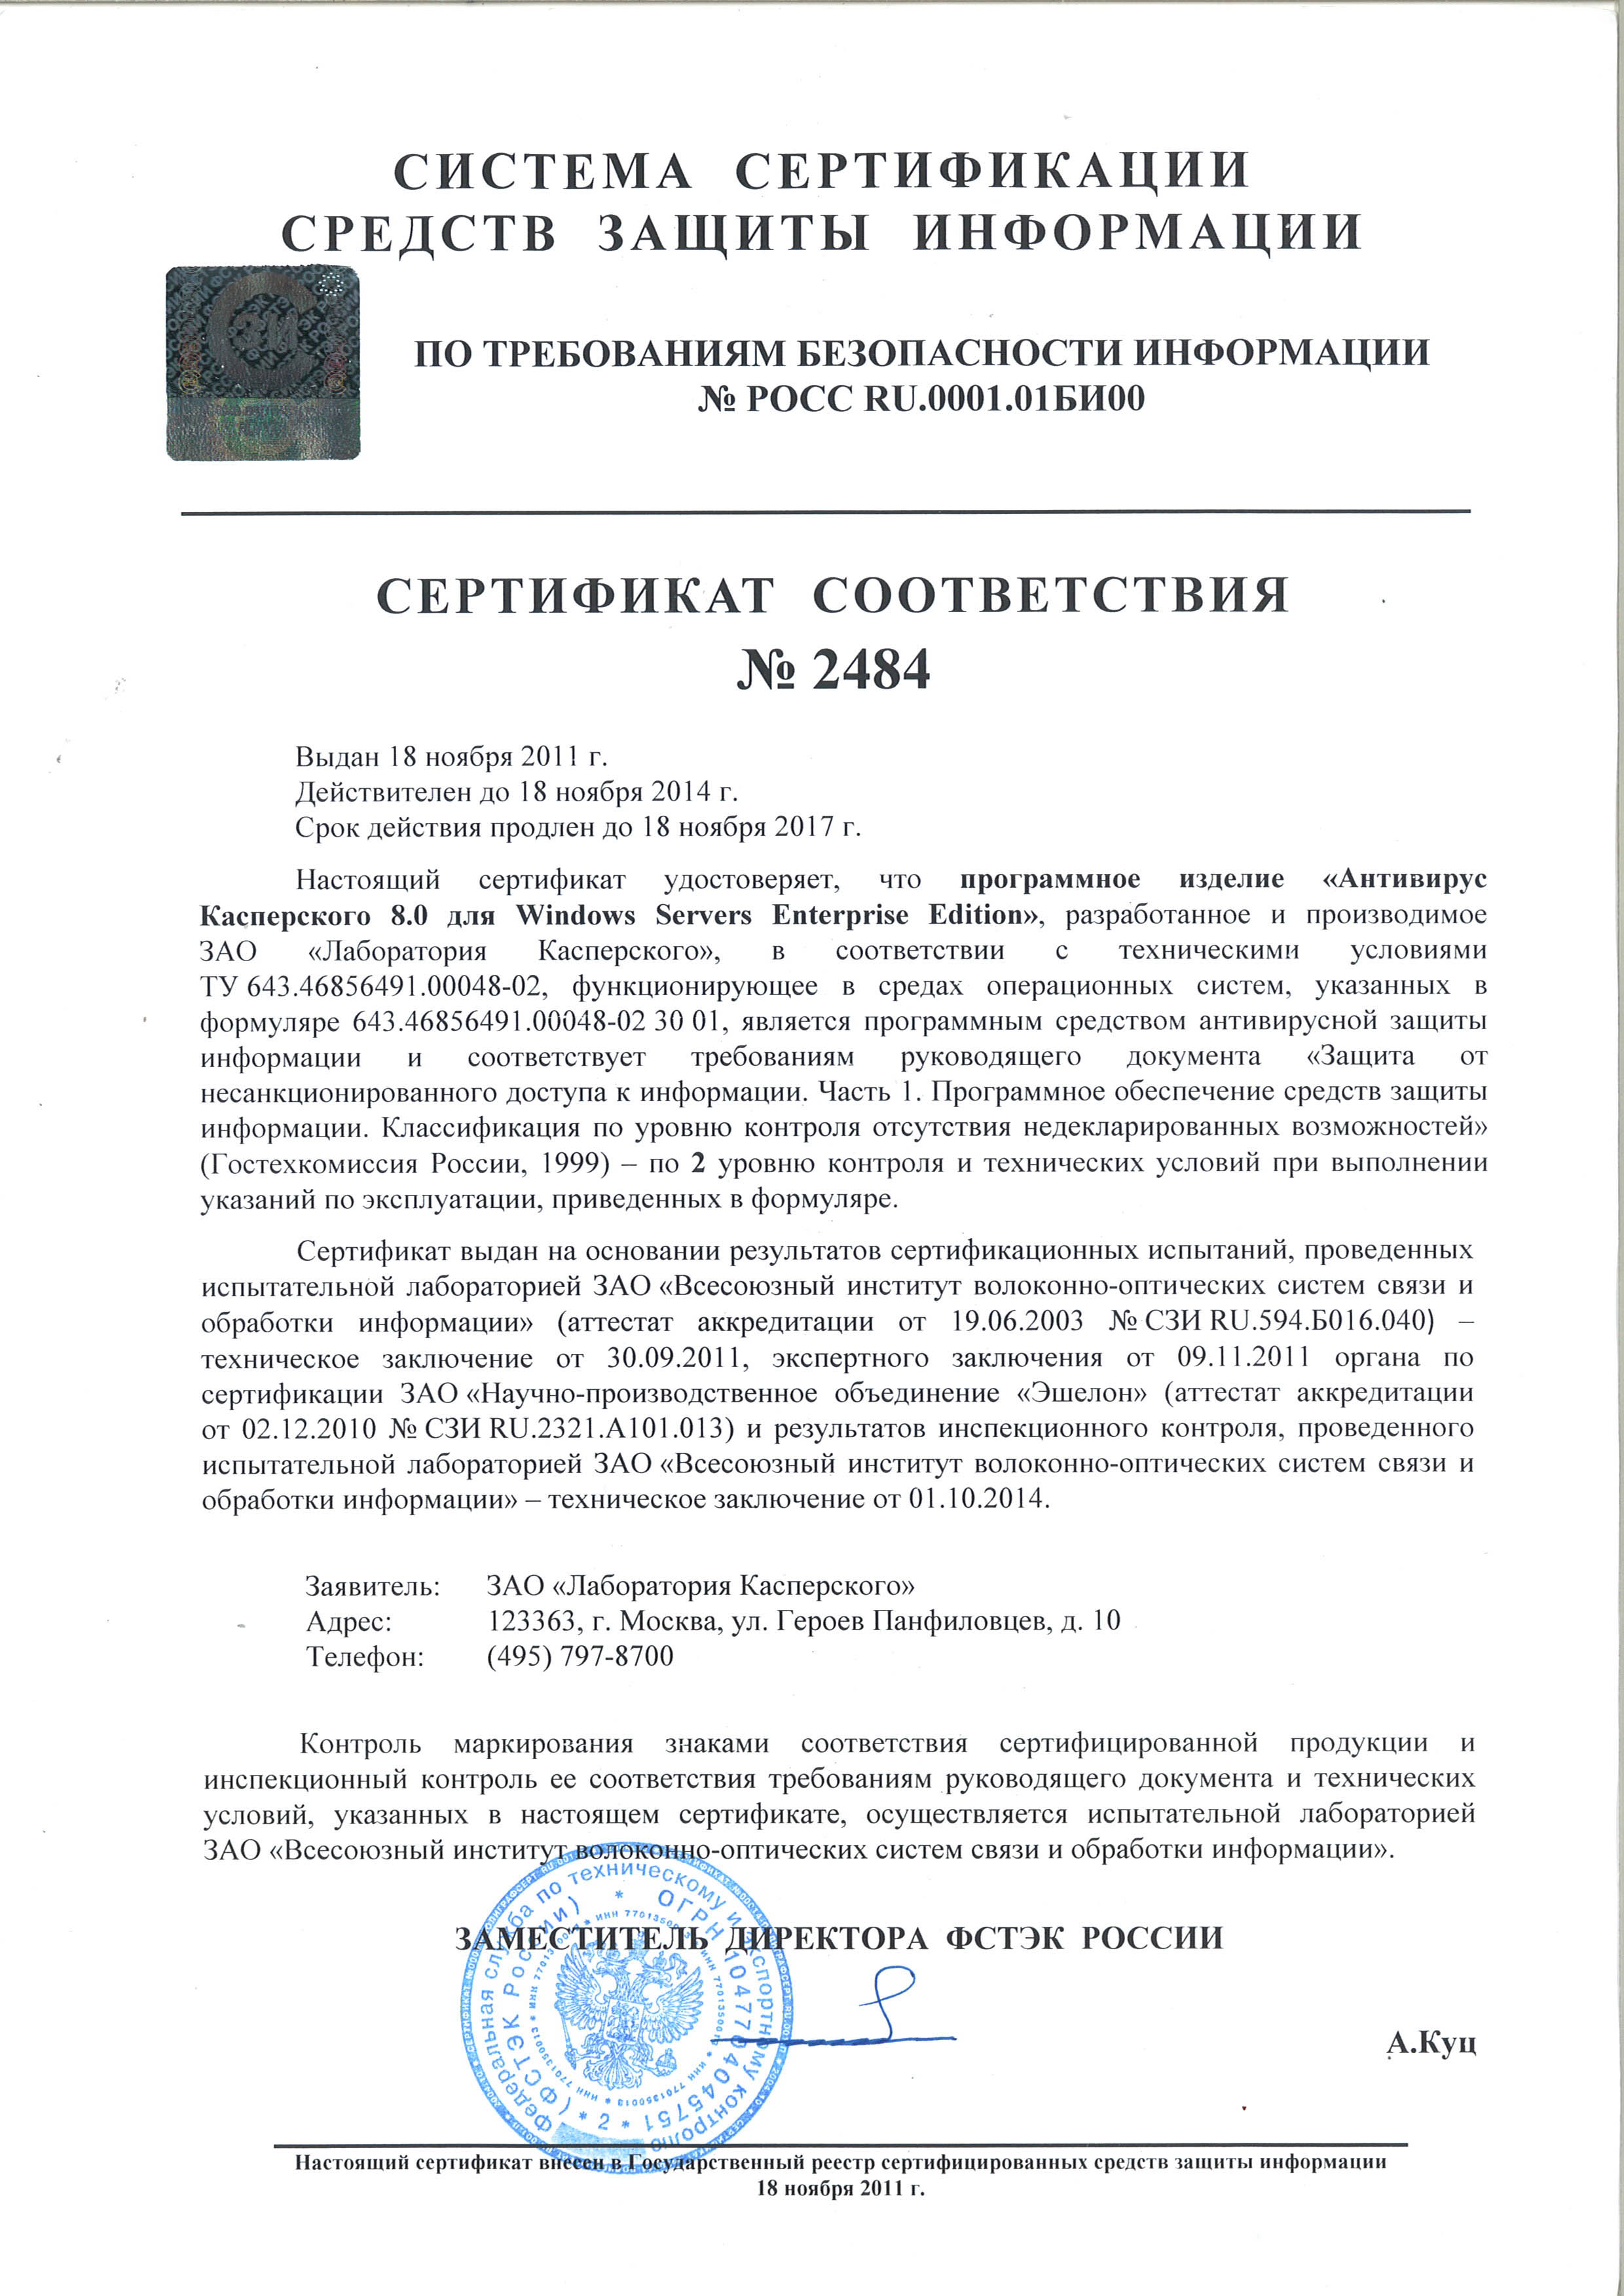 СИСТЕМА СЕРТИФИКАЦИИ
СРЕДСТВ ЗАЩИТЫ ИНФОРМАЦИИ
ПО ТРЕБОВАНИЯМ БЕЗОПАСНОСТИ ИНФОРМАЦИИ
№ РОСС RU.0001.01БИ00
СЕРТИФИКАТ СООТВЕТСТВИЯ
№ 2484
Выдан 18 ноября 2011 г.
Действителен до 18 ноября 2014 г.
Срок действия продлен до 18 ноября 2017 г.
Настоящий сертификат удостоверяет, что программное изделие «Антивирус
Касперского 8.0 для Windows Servers Enterprise Edition», разработанное и производимое
ЗАО «Лаборатория Касперского», в соответствии с техническими условиями
ТУ 643.46856491.00048-02, функционирующее в средах операционных систем, указанных в
формуляре 643.46856491.00048-02 30 01, является программным средством антивирусной защиты
информации и соответствует требованиям руководящего документа «Защита от
несанкционированного доступа к информации. Часть 1. Программное обеспечение средств защиты
информации. Классификация по уровню контроля отсутствия недекларированных возможностей»
(Гостехкомиссия России, 1999) – по 2 уровню контроля и технических условий при выполнении
указаний по эксплуатации, приведенных в формуляре.
Сертификат выдан на основании результатов сертификационных испытаний, проведенных
испытательной лабораторией ЗАО «Всесоюзный институт волоконно-оптических систем связи и
обработки информации» (аттестат аккредитации от 19.06.2003 № СЗИ RU.594.Б016.040) –
техническое заключение от 30.09.2011, экспертного заключения от 09.11.2011 органа по
сертификации ЗАО «Научно-производственное объединение «Эшелон» (аттестат аккредитации
от 02.12.2010 № СЗИ RU.2321.А101.013) и результатов инспекционного контроля, проведенного
испытательной лабораторией ЗАО «Всесоюзный институт волоконно-оптических систем связи и
обработки информации» – техническое заключение от 01.10.2014.
Заявитель: ЗАО «Лаборатория Касперского»
Адрес: 123363, г. Москва, ул. Героев Панфиловцев, д. 10
Телефон: (495) 797-8700
Контроль маркирования знаками соответствия сертифицированной продукции и
инспекционный контроль ее соответствия требованиям руководящего документа и технических
условий, указанных в настоящем сертификате, осуществляется испытательной лабораторией
ЗАО «Всесоюзный институт волоконно-оптических систем связи и обработки информации».
ЗАМЕСТИТЕЛЬ ДИРЕКТОРА ФСТЭК РОССИИ
Федеральная служба по техническому и экспортному контролю
(ФСТЭК России) * ОГРН 1047704045751 * 2 *
А.Куц
Настоящий сертификат внесен в Государственный реестр сертифицированных средств защиты информации
18 ноября 2011 г.